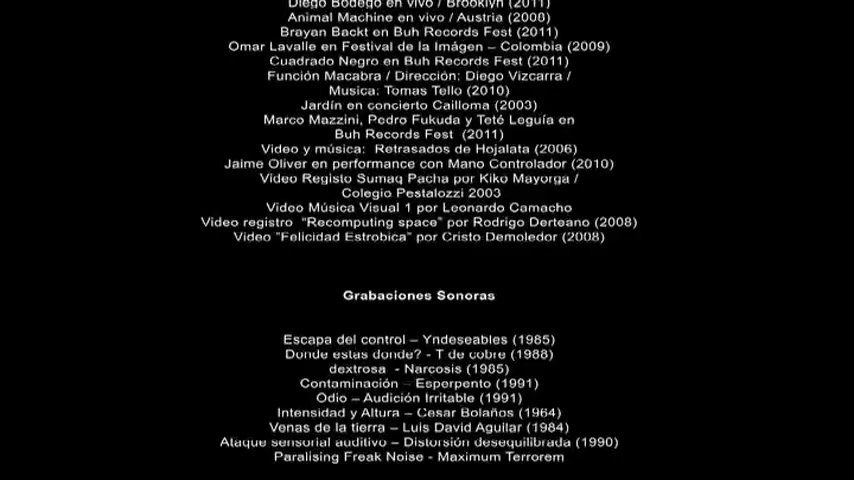 Diego Bodego en vivo / Brooklyn (2011)
Animal Machine en vivo / Austria (2008)
Brayan Backt en Buh Records Fest (2011)
Omar Lavalle en Festival de la Imágen – Colombia (2009)
Cuadrado Negro en Buh Records Fest (2011)
Función Macabra / Dirección: Diego Vizcarra /
Musica: Tomas Tello (2010)
Jardín en concierto Cailloma (2003)
Marco Mazzini, Pedro Fukuda y Teté Leguía en
Buh Records Fest (2011)
Video y música: Retrasados de Hojalata (2006)
Jaime Oliver en performance con Mano Controlador (2010)
Video Registo Sumaq Pacha por Kiko Mayorga /
Colegio Pestalozzi 2003
Video Música Visual 1 por Leonardo Camacho
Video registro "Recomputing space" por Rodrigo Derteano (2008)
Video "Felicidad Estrobica" por Cristo Demoledor (2008)
Grabaciones Sonoras
Escapa del control – Yndeseables (1985)
Donde estas donde? - T de cobre (1988)
dextrosa - Narcosis (1985)
Contaminación – Esperpento (1991)
Odio – Audición Irritable (1991)
Intensidad y Altura – Cesar Bolaños (1964)
Venas de la tierra – Luis David Aguilar (1984)
Ataque sensorial auditivo – Distorsión desequilibrada (1990)
Paralising Freak Noise - Maximum Terrorem